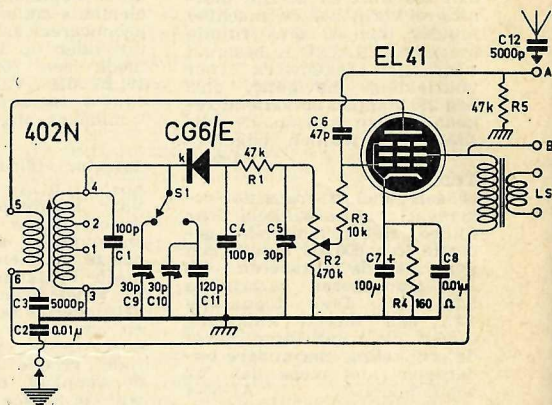 EL41
C12
5000p
A
47k
R5
B
LS
C6
47p
402N
CG6/E
k
47k
R1
S1
5
4
2
1
3
6
100p
C1
C4
100p
C5
30p
R2
470k
R3
10k
30p
C9
30p
C10
120p
C11
C3
5000p
C2
0.01μ
C7
+
100μ
R4
160
Ω
C8
0.01μ